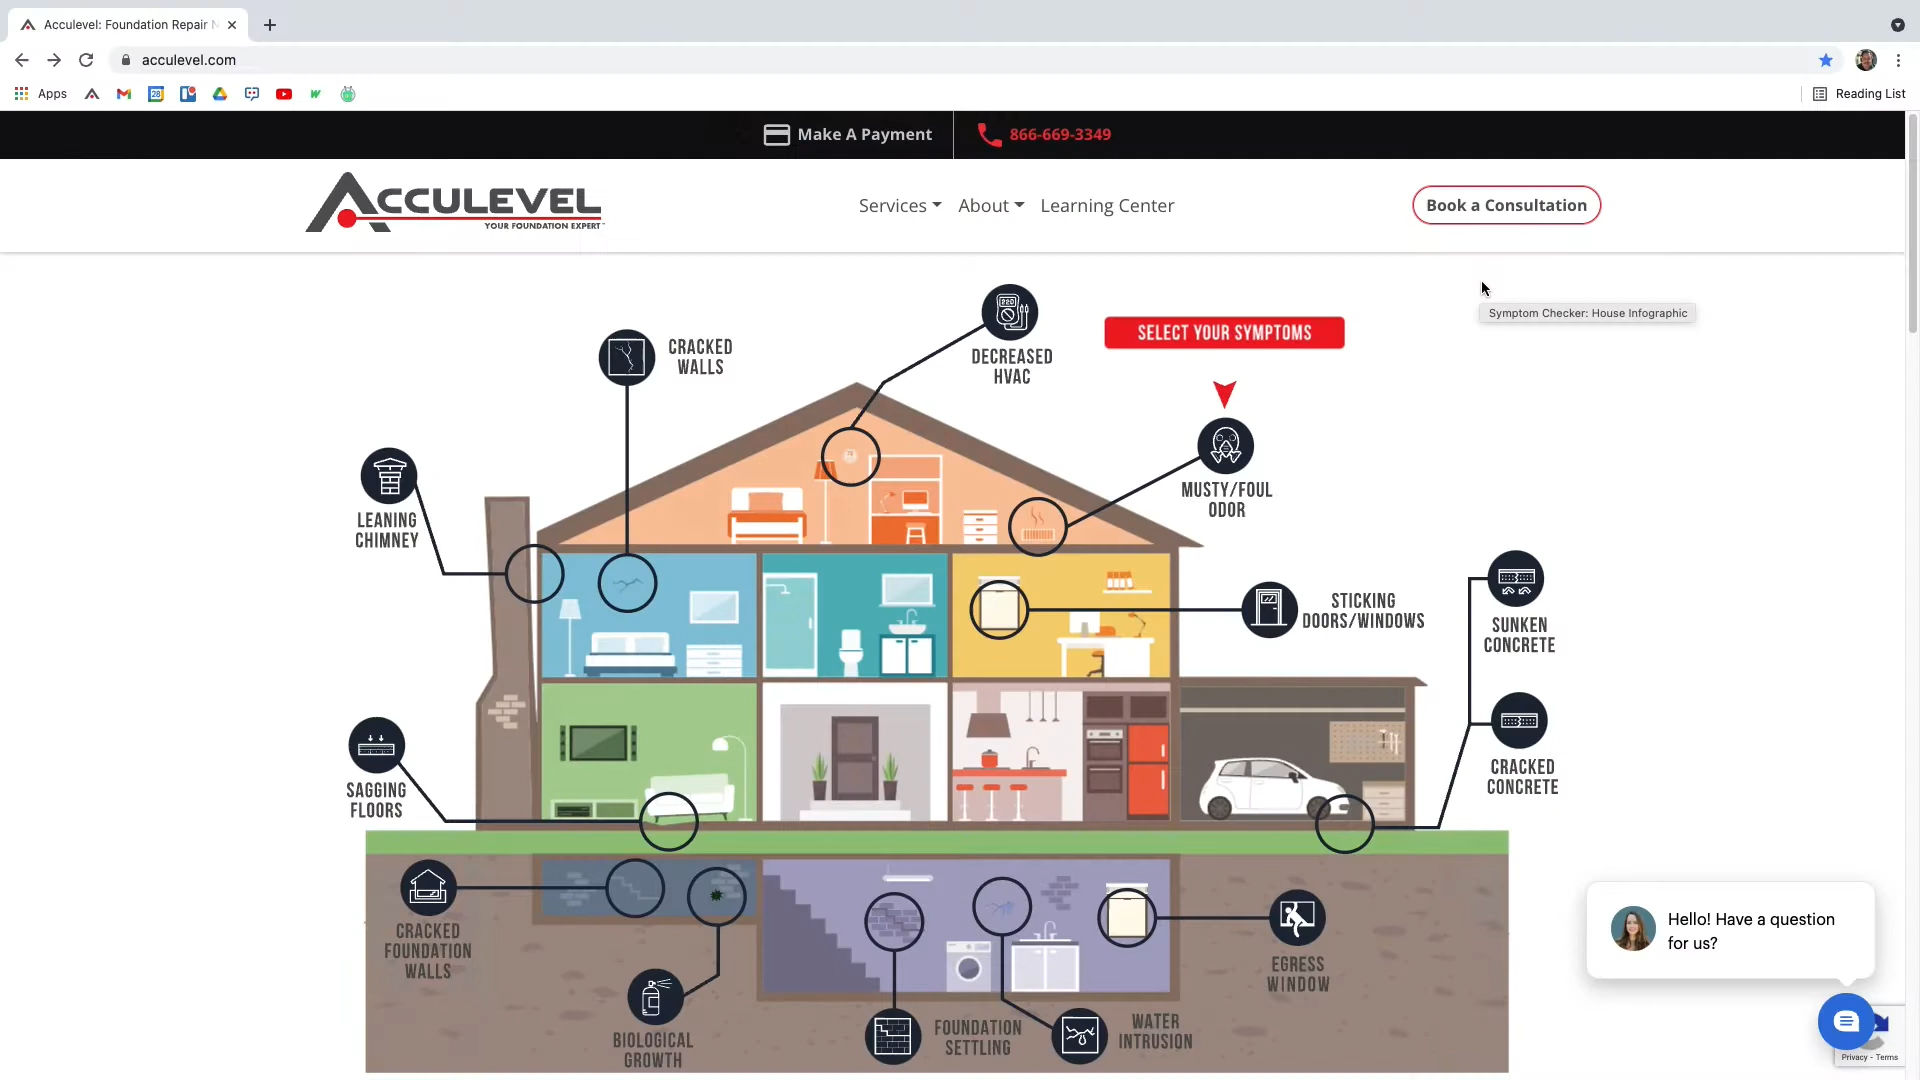 Acculevel: Foundation Repair N
acculevel.com
Apps
28
Reading List
Make A Payment
866-669-3349
ACCULEVEL
YOUR FOUNDATION EXPERT™
Services
About
Learning Center
Book a Consultation
Symptom Checker: House Infographic
SELECT YOUR SYMPTOMS
CRACKED
WALLS
DECREASED
HVAC
LEANING
CHIMNEY
MUSTY/FOUL
ODOR
STICKING
DOORS/WINDOWS
SUNKEN
CONCRETE
SAGGING
FLOORS
CRACKED
CONCRETE
CRACKED
FOUNDATION
WALLS
EGRESS
WINDOW
BIOLOGICAL
GROWTH
FOUNDATION
SETTLING
WATER
INTRUSION
Hello! Have a question
for us?
Privacy - Terms